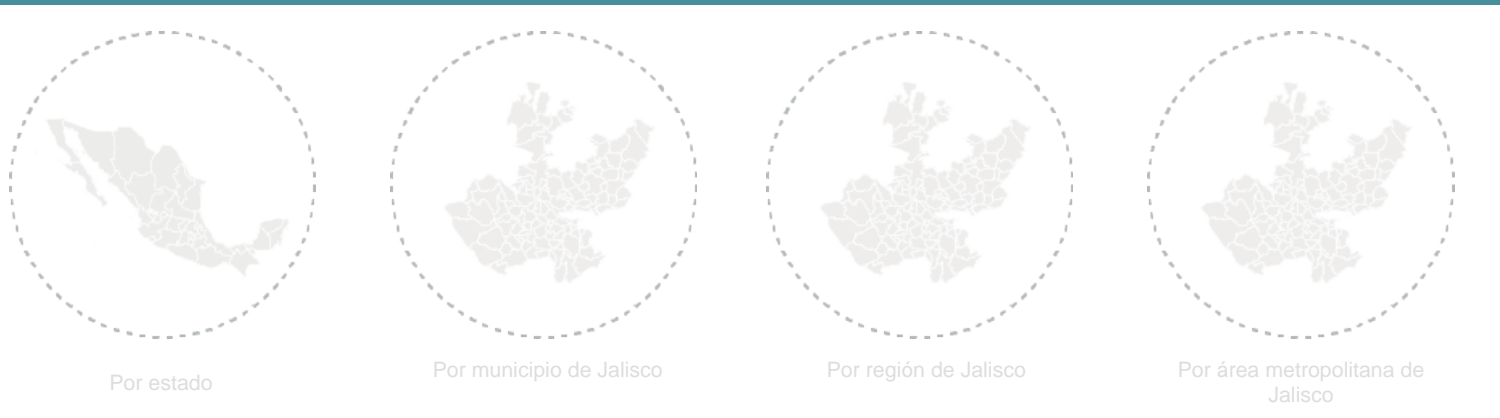 Por estado
Por municipio de Jalisco
Por región de Jalisco
Por área metropolitana de
Jalisco